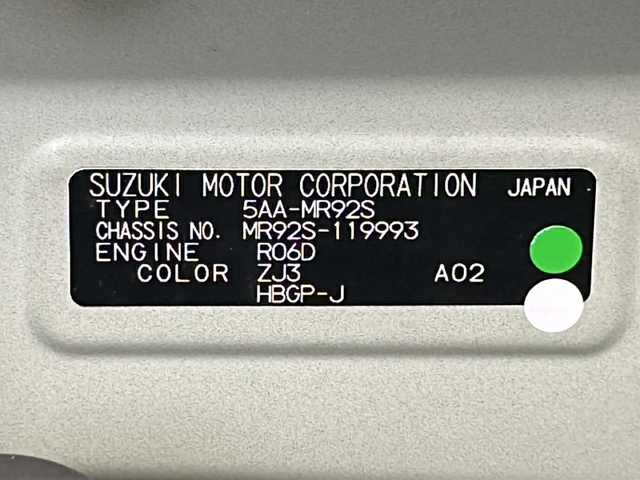 SUZUKI MOTOR CORPORATION JAPAN
TYPE 5AA-MR92S
CHASSIS NO. MR92S-119993
ENGINE R06D
COLOR ZJ3 A02
HBGP-J